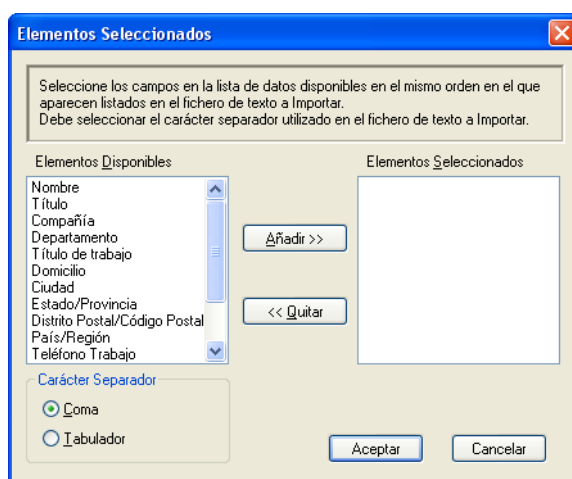 Elementos Seleccionados
Seleccione los campos en la lista de datos disponibles en el mismo orden en el que
aparecen listados en el fichero de texto a Importar.
Debe seleccionar el carácter separador utilizado en el fichero de texto a Importar.
Elementos Disponibles
Elementos Seleccionados
Nombre
Título
Compañía
Departamento
Título de trabajo
Domicilio
Ciudad
Estado/Provincia
Distrito Postal/Código Postal
País/Región
Teléfono Trabajo
Añadir >>
<< Quitar
Carácter Separador
Coma
Tabulador
Aceptar
Cancelar